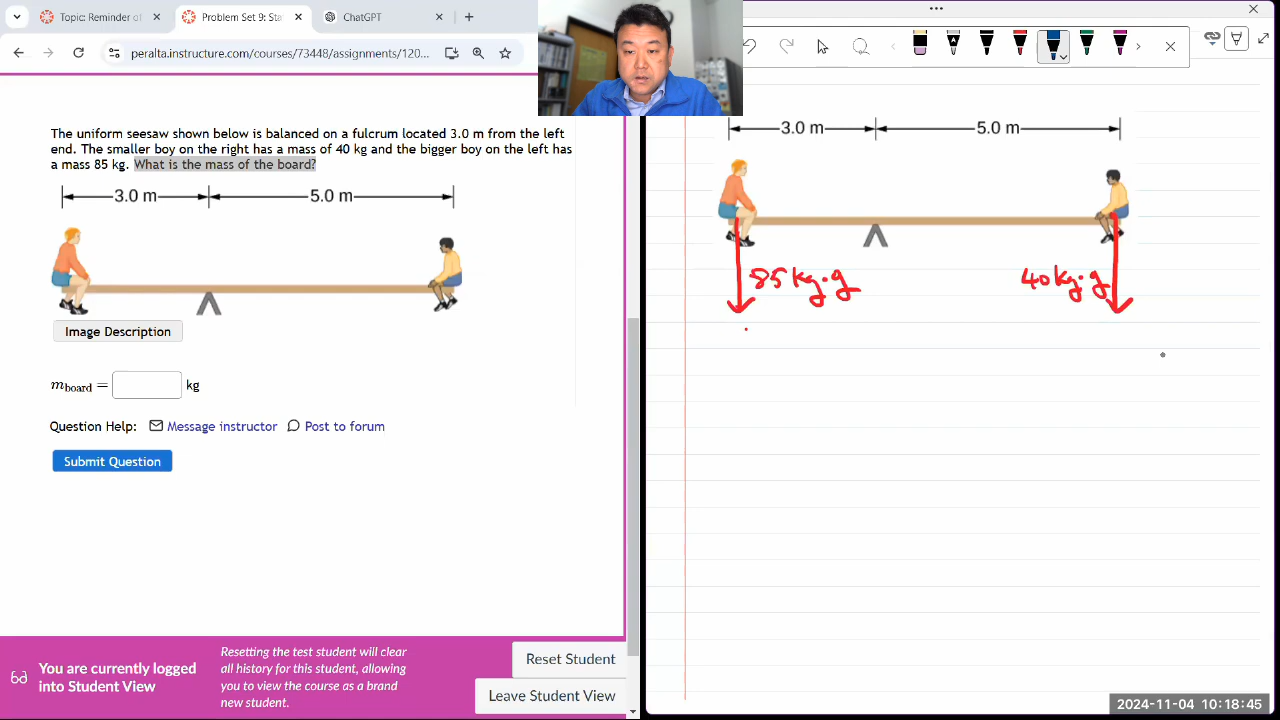 Topic: Reminder of
Problem Set 9: Sta
ChatGPT
peralta.instructure.com/courses/73448/assignments/12...
The uniform seesaw shown below is balanced on a fulcrum located 3.0 m from the left
end. The smaller boy on the right has a mass of 40 kg and the bigger boy on the left has
a mass 85 kg. What is the mass of the board?
3.0 m
5.0 m
Image Description
m board = kg
Question Help: Message instructor Post to forum
Submit Question
You are currently logged
into Student View
Resetting the test student will clear
all history for this student, allowing
you to view the course as a brand
new student.
Reset Student
Leave Student View
3.0 m
5.0 m
85 kg·g
40 kg·g
2024-11-04 10:18:45